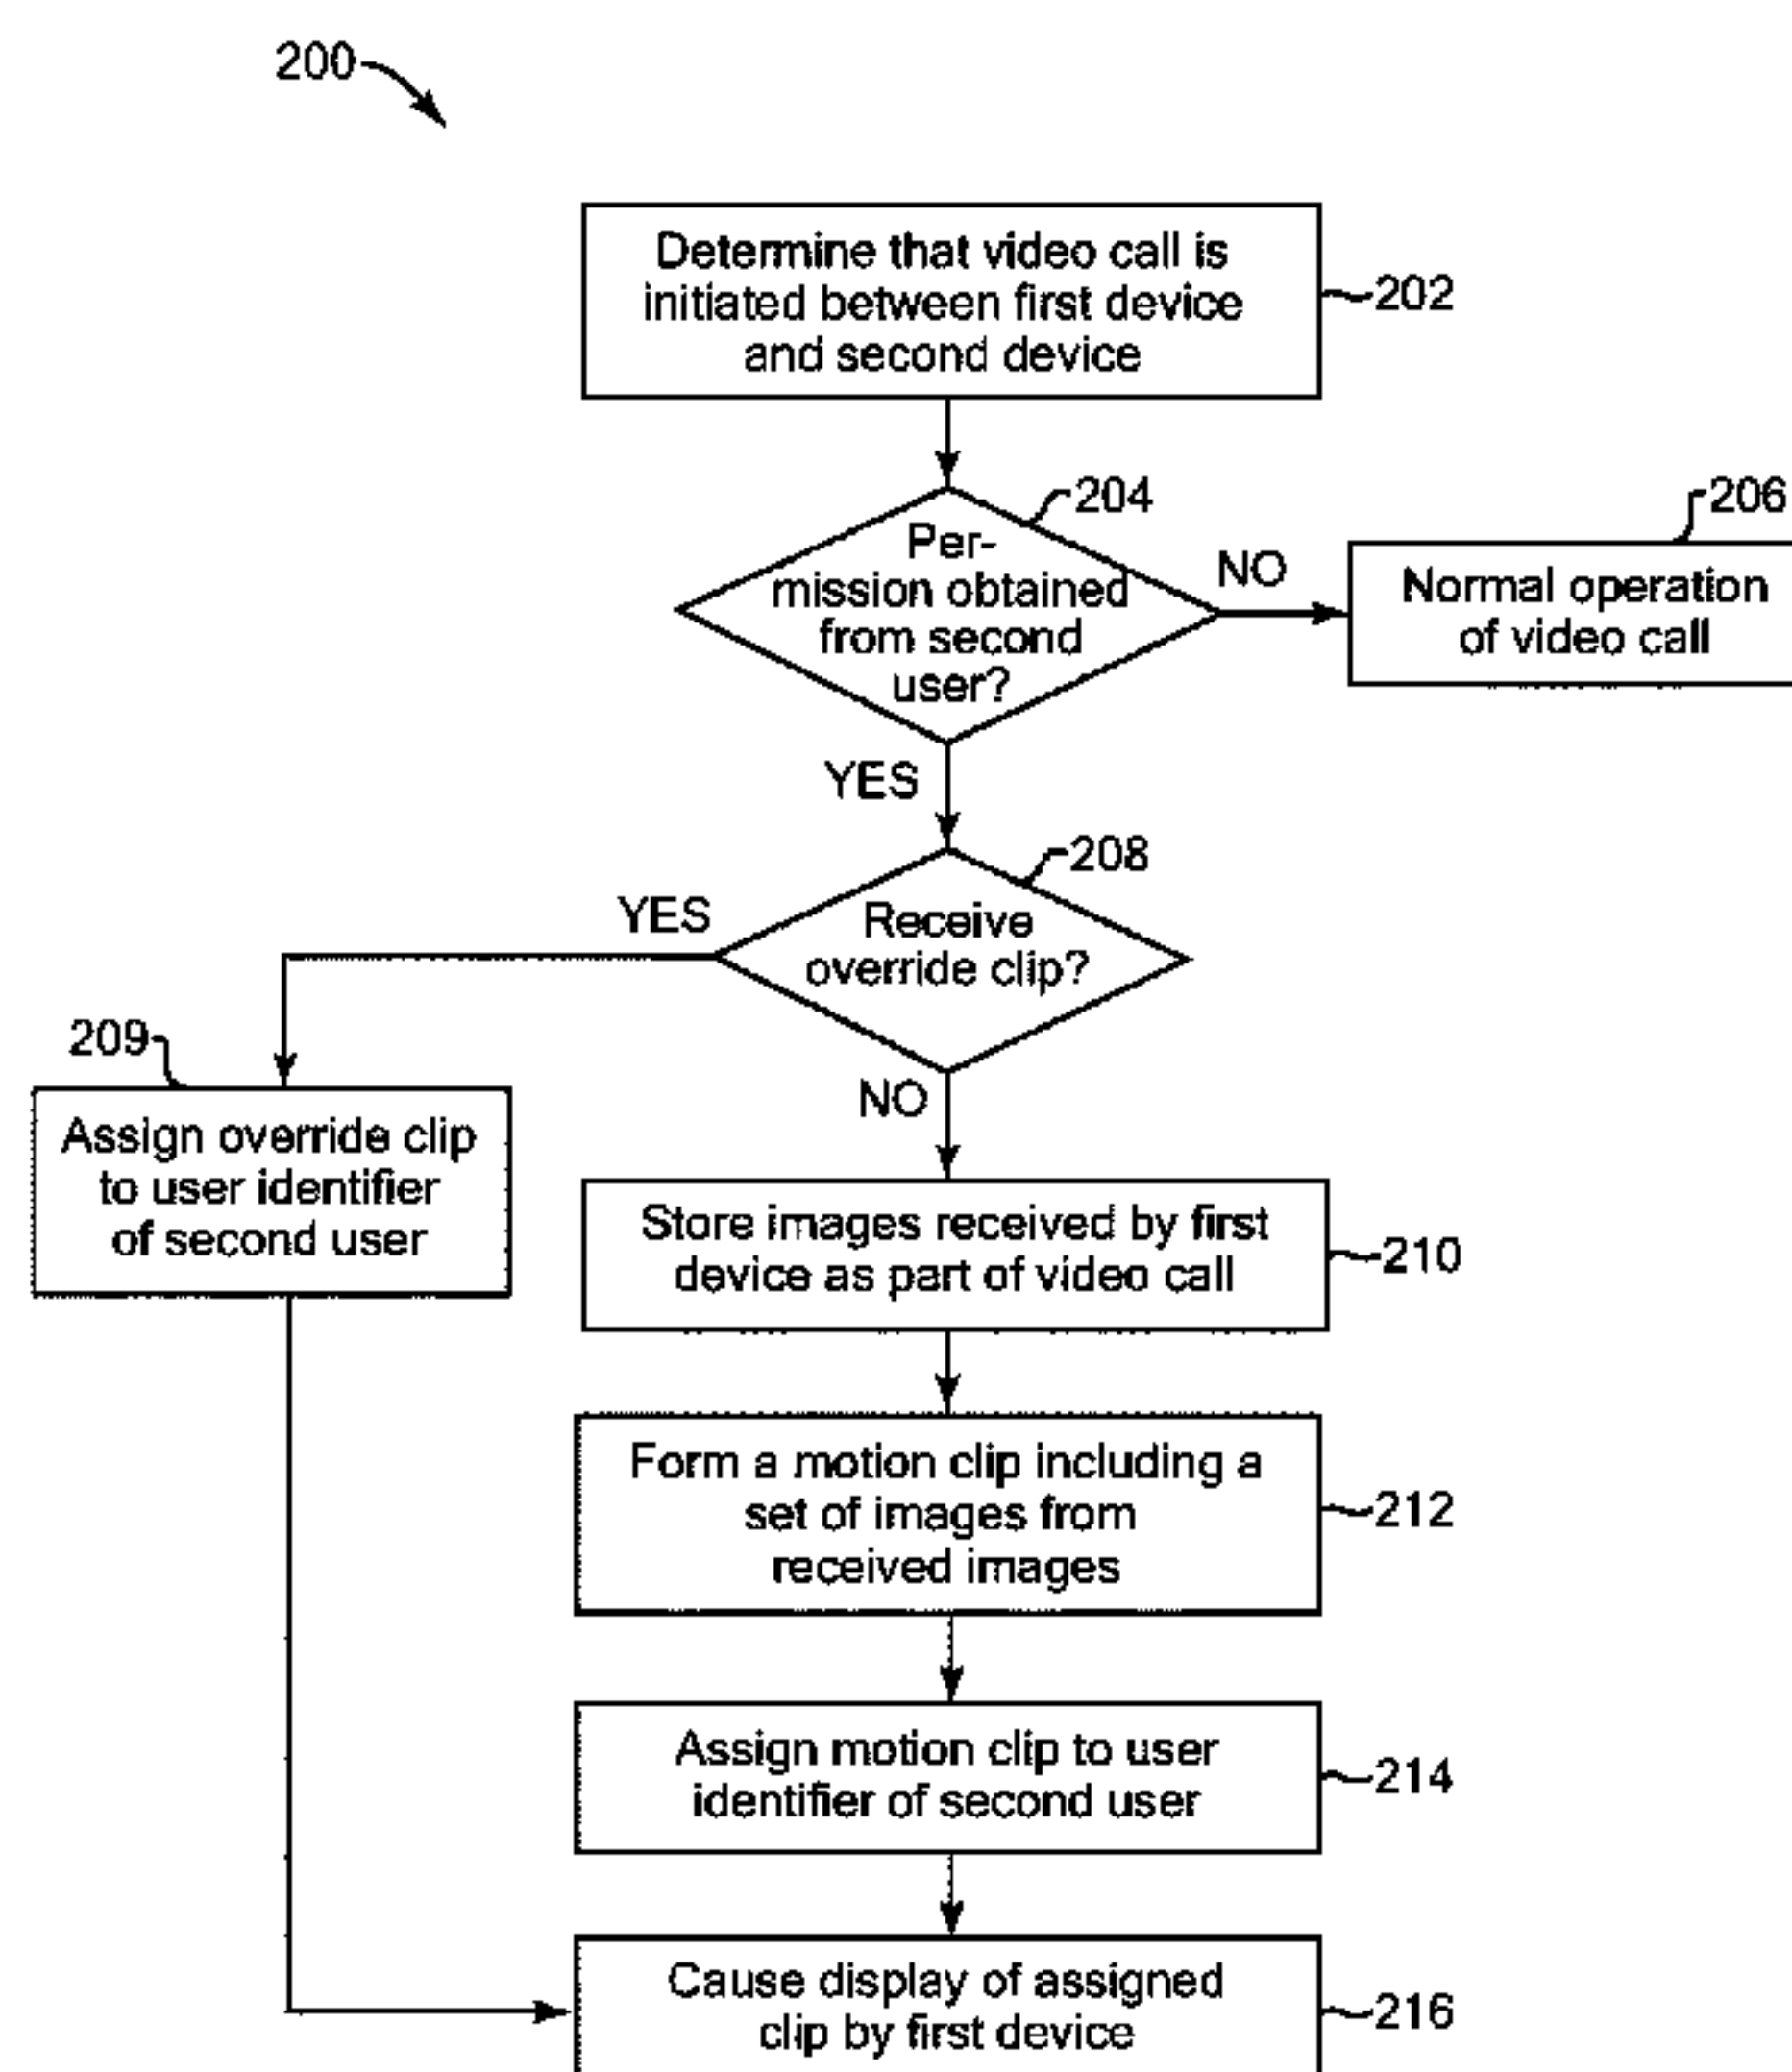 200
Determine that video call is
initiated between first device
and second device
202
204
Per-
mission obtained
from second
user?
NO
206
Normal operation
of video call
YES
208
Receive
override clip?
YES
209
Assign override clip
to user identifier
of second user
NO
Store images received by first
device as part of video call
210
Form a motion clip including a
set of images from
received images
212
Assign motion clip to user
identifier of second user
214
Cause display of assigned
clip by first device
216